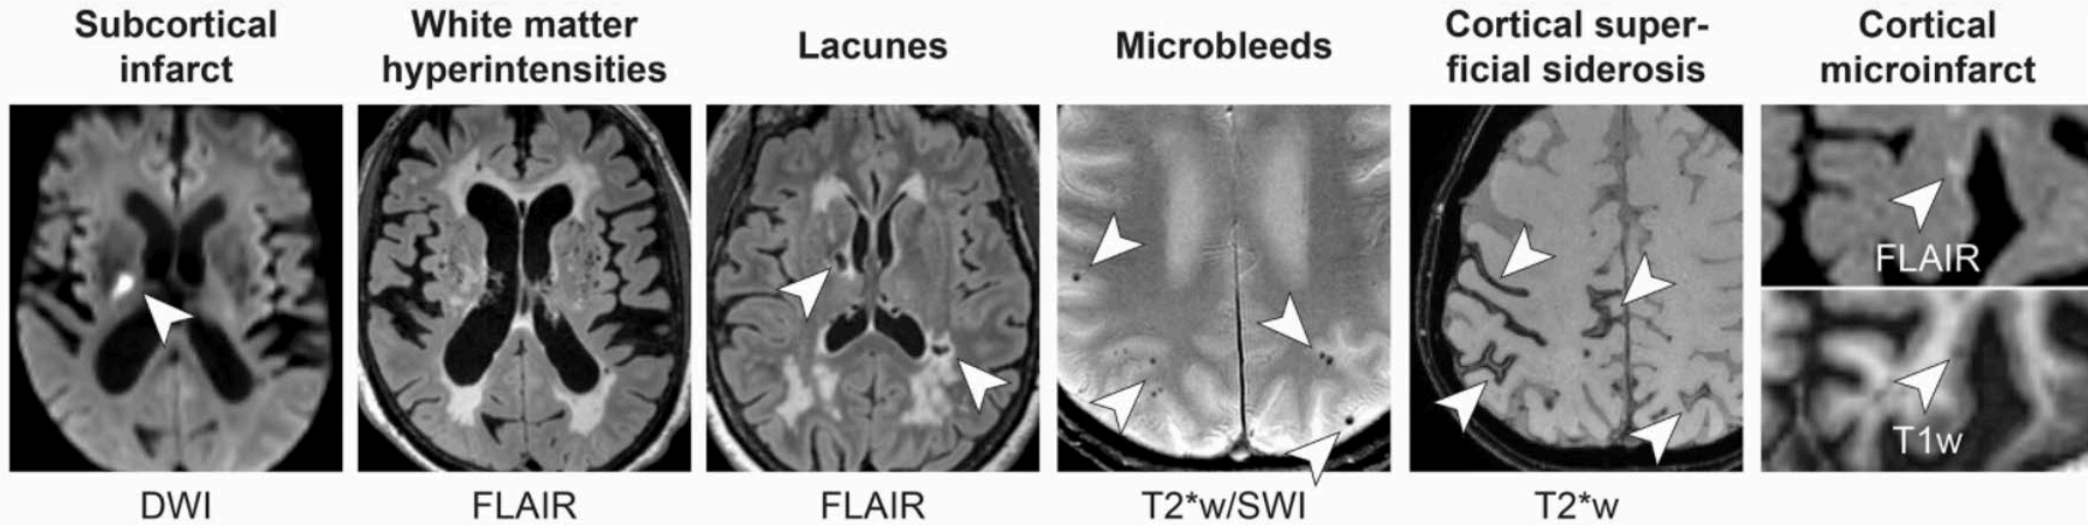 Subcortical
infarct
White matter
hyperintensities
Lacunes
Microbleeds
Cortical super-
ficial siderosis
Cortical
microinfarct
FLAIR
T1w
DWI
FLAIR
FLAIR
T2*w/SWI
T2*w